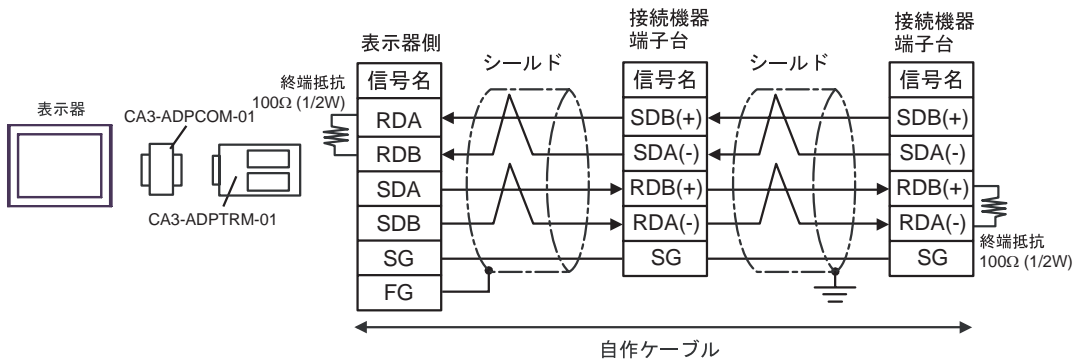 表示器
CA3-ADPCOM-01
CA3-ADPTRM-01
終端抵抗
100Ω (1/2W)
表示器側
信号名
RDA
RDB
SDA
SDB
SG
FG
シールド
接続機器
端子台
信号名
SDB(+)
SDA(-)
RDB(+)
RDA(-)
SG
シールド
接続機器
端子台
信号名
SDB(+)
SDA(-)
RDB(+)
RDA(-)
SG
終端抵抗
100Ω (1/2W)
自作ケーブル